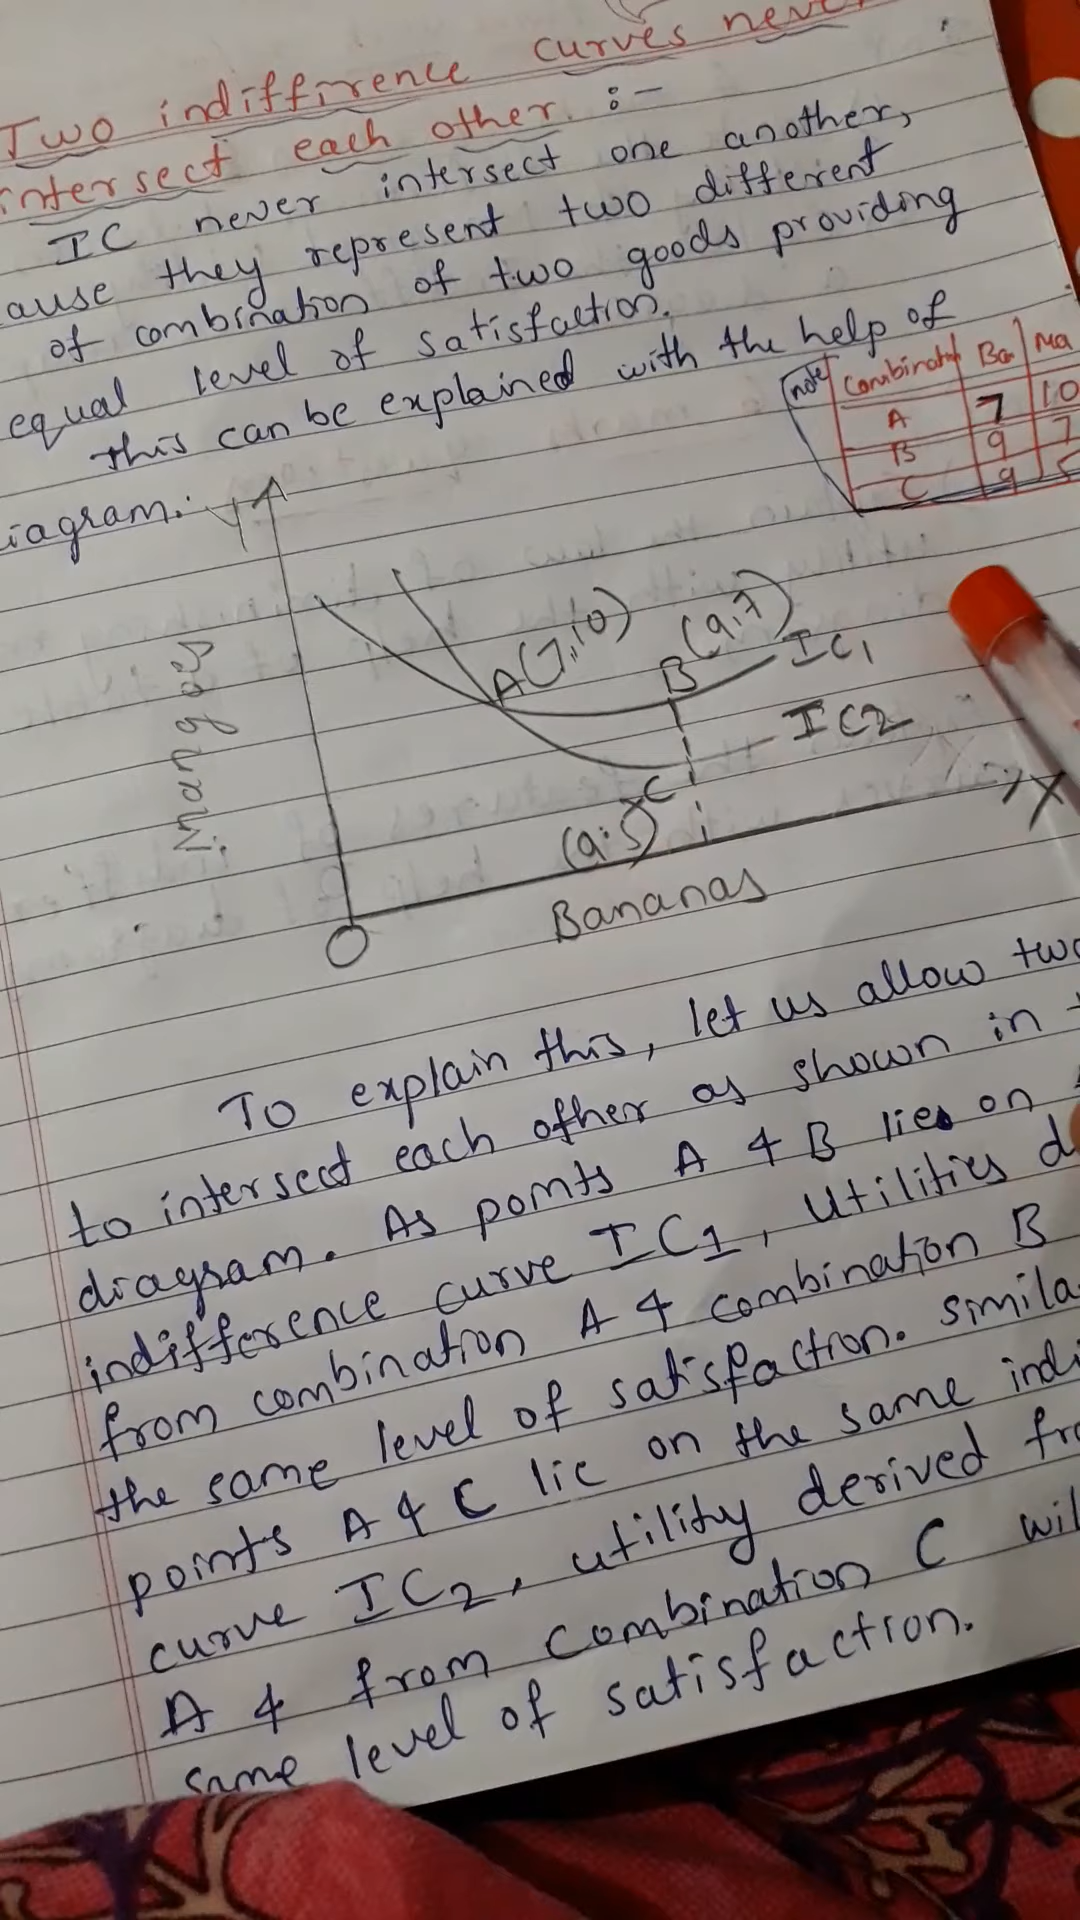 Two indiffirence curves never
intersect each other :-
IC never intersect one another,
ause they represent two different
of combination of two goods providing
equal level of satisfaction.
this can be explained with the help of
iagram.
note
Combination Ba Ma
A 7 10
B 9 7
C 9 5
Y
Mangoes
A(7,10)
B(9,7)
IC1
IC2
C
(9,5)
X
O
Bananas
To explain this, let us allow two
to intersect each other as shown in
diagram. As points A & B lies on
indifference curve IC1, utilities d
from combination A & combination B
the same level of satisfaction. simila
points A & C lie on the same indi
curve IC2, utility derived fro
A & from combination C will
same level of satisfaction.